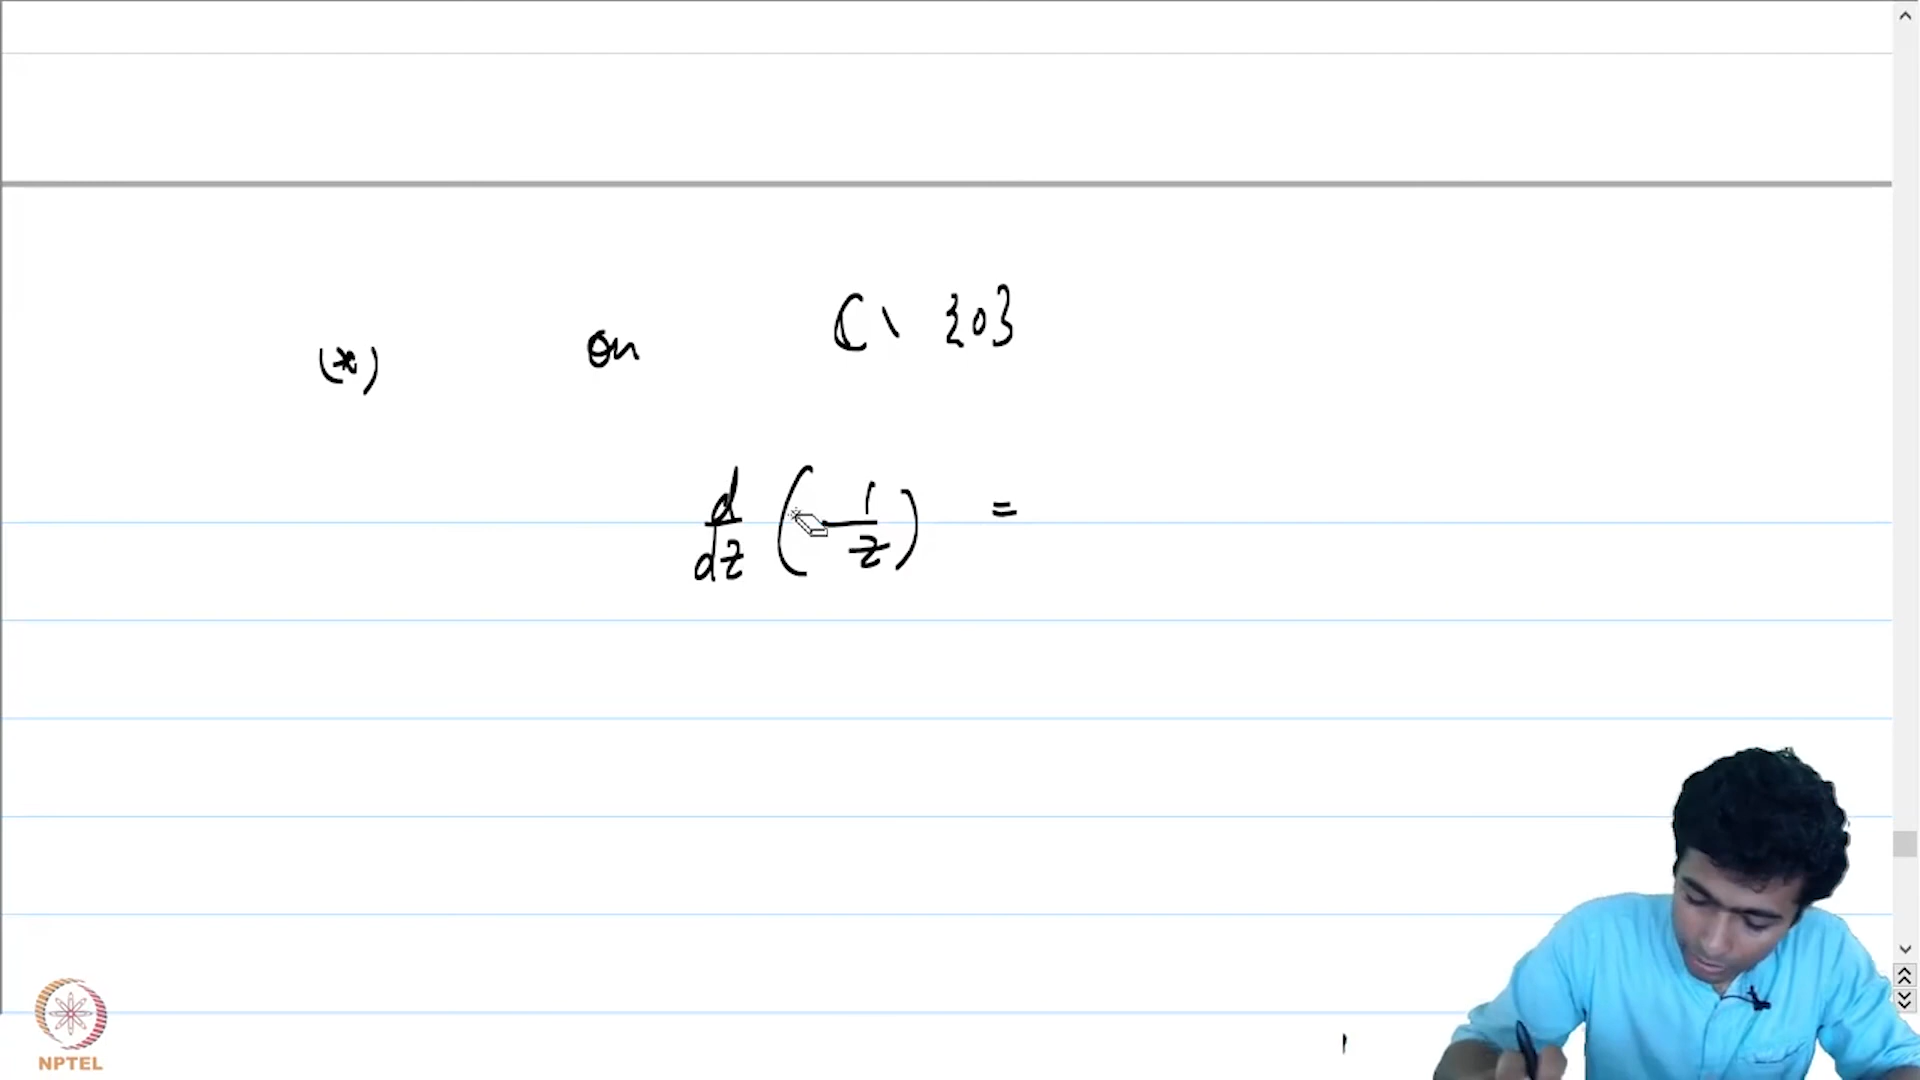 (*) on ℂ \ {0}
d/dz (1/z) =
NPTEL